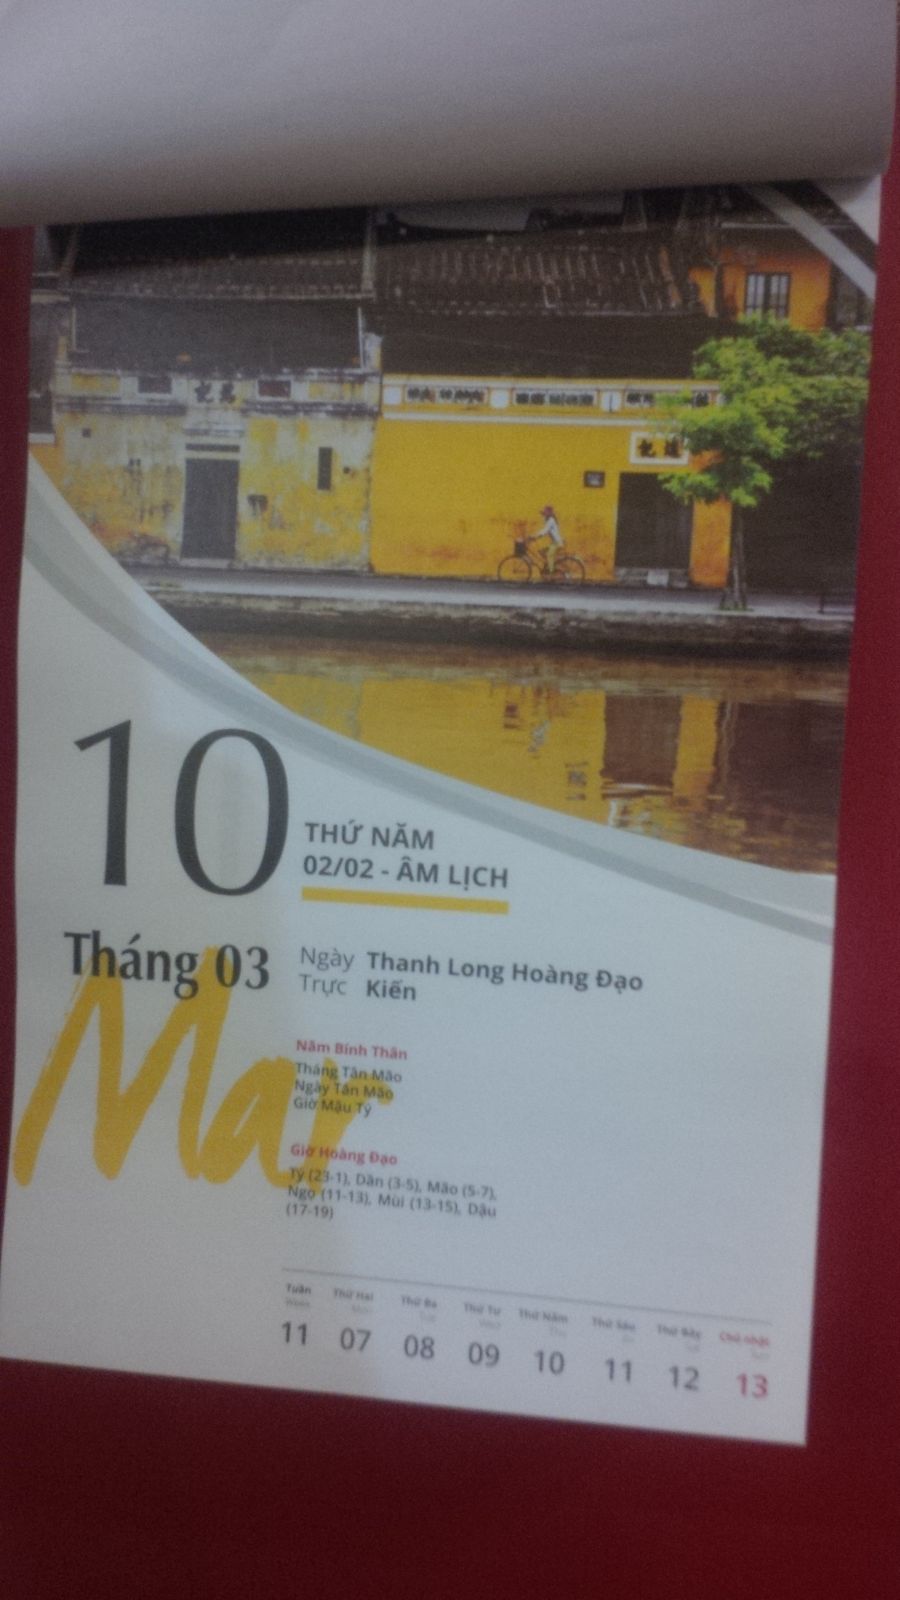 10
THỨ NĂM
02/02 - ÂM LỊCH
Tháng 03
Mar
Ngày Thanh Long Hoàng Đạo
Trực Kiến
Năm Bính Thân
Tháng Tân Mão
Ngày Tân Mão
Giờ Mậu Tý
Giờ Hoàng Đạo
Tý (23-1), Dần (3-5), Mão (5-7),
Ngọ (11-13), Mùi (13-15), Dậu
(17-19)
Tuần Thứ Hai Thứ Ba Thứ Tư Thứ Năm Thứ Sáu Thứ Bảy Chủ nhật
11 07 08 09 10 11 12 13